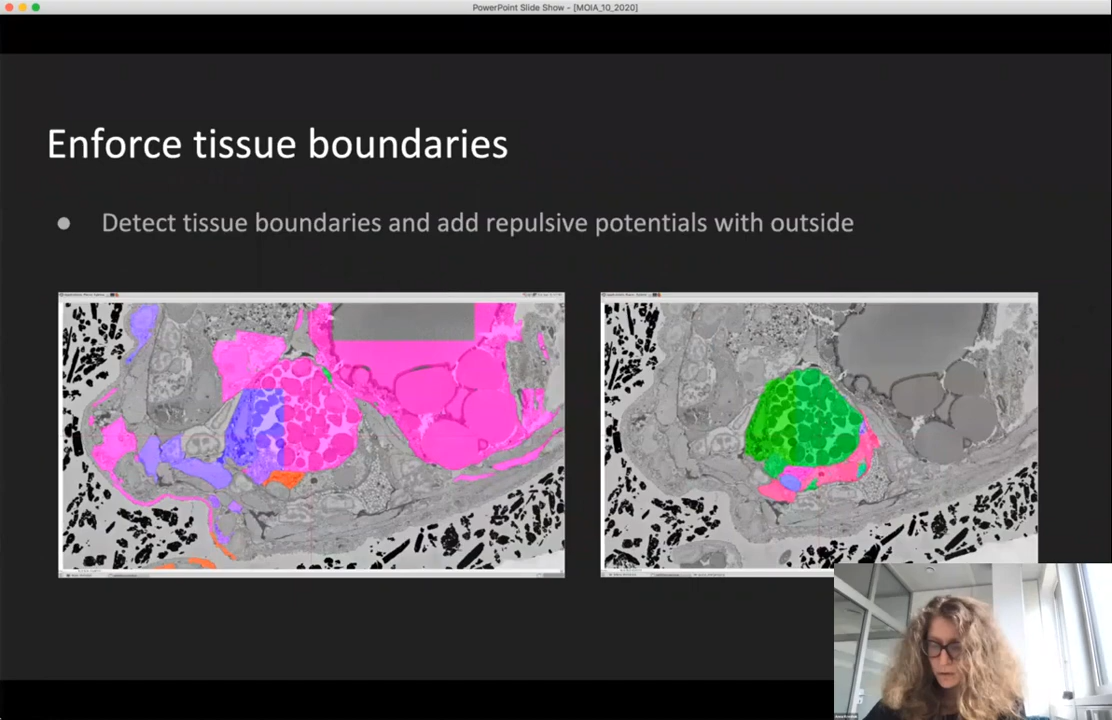 PowerPoint Slide Show - [MOIA_10_2020]
Enforce tissue boundaries
● Detect tissue boundaries and add repulsive potentials with outside